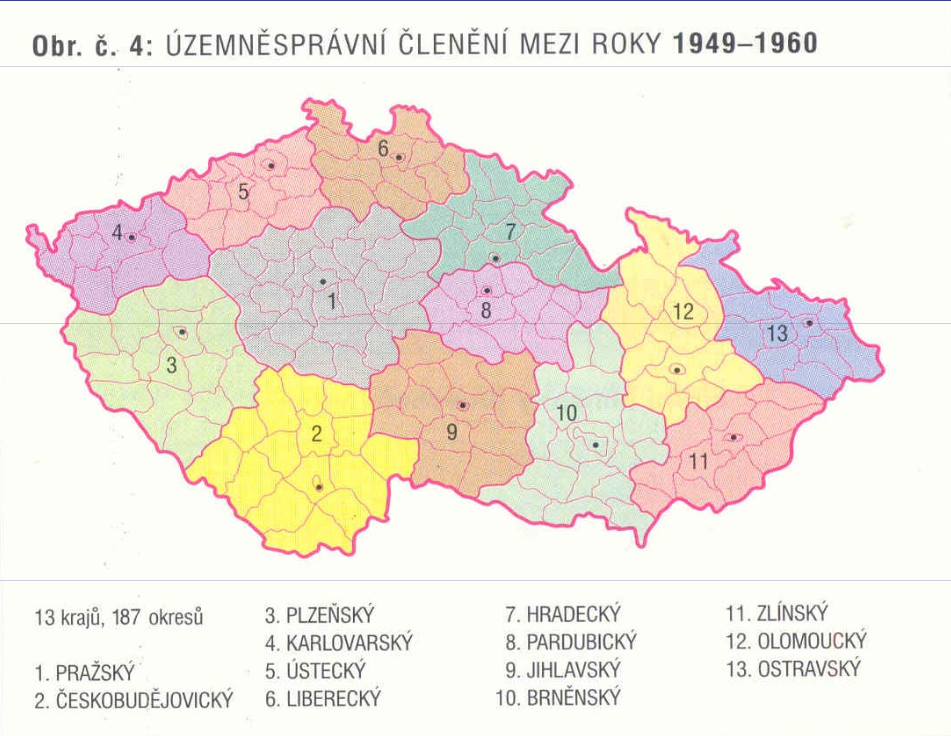 Obr. č. 4: ÚZEMNĚSPRÁVNÍ ČLENĚNÍ MEZI ROKY 1949–1960
6
5
4
7
1
8
12
13
3
10
2
9
11
13 krajů, 187 okresů
1. PRAŽSKÝ
2. ČESKOBUDĚJOVICKÝ
3. PLZEŇSKÝ
4. KARLOVARSKÝ
5. ÚSTECKÝ
6. LIBERECKÝ
7. HRADECKÝ
8. PARDUBICKÝ
9. JIHLAVSKÝ
10. BRNĚNSKÝ
11. ZLÍNSKÝ
12. OLOMOUCKÝ
13. OSTRAVSKÝ